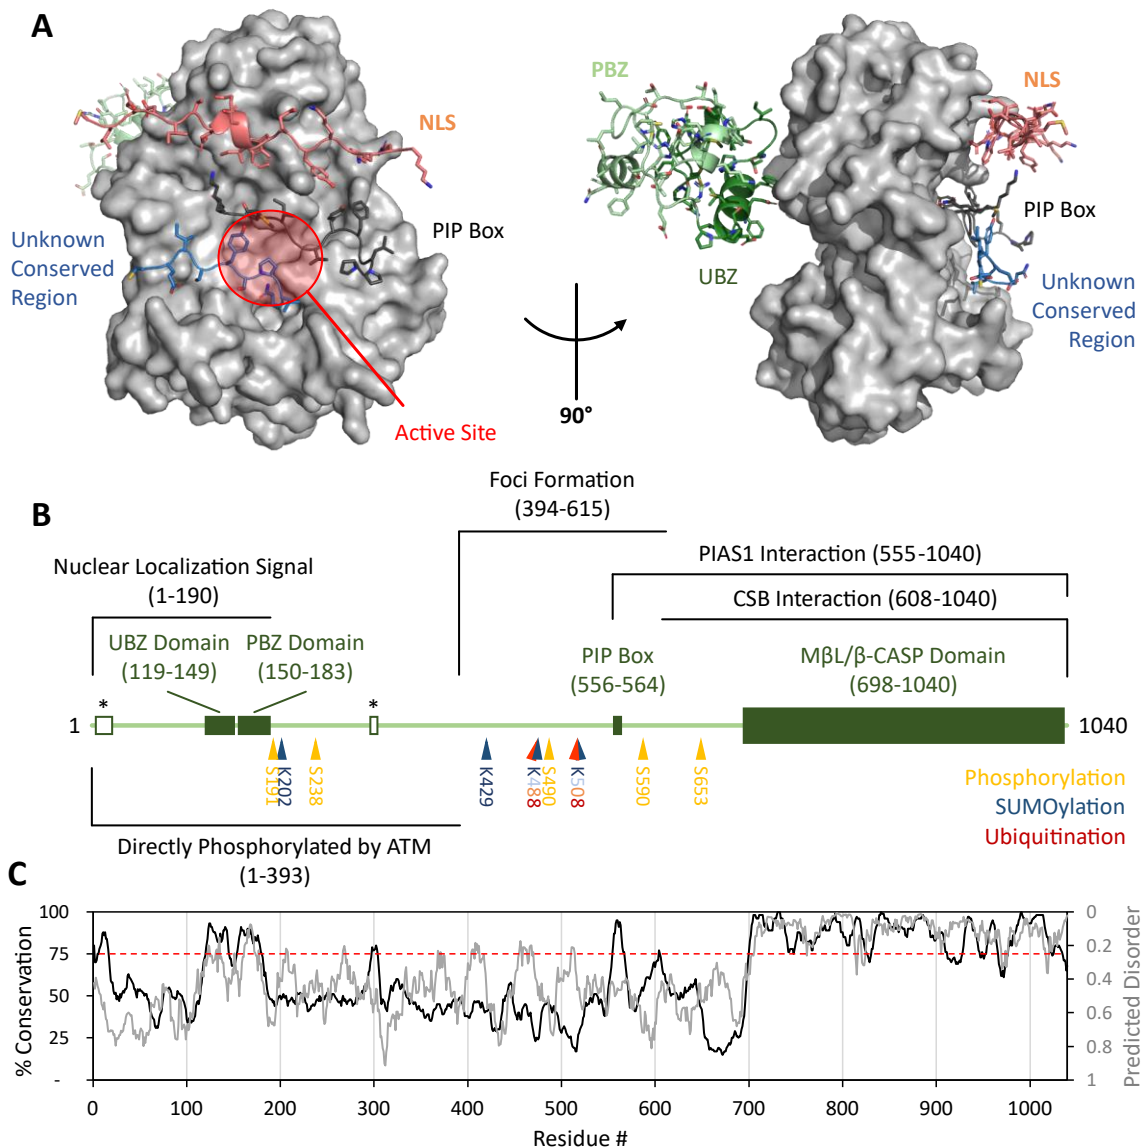 A
PBZ
NLS
NLS
Unknown
Conserved
Region
PIP Box
PIP Box
UBZ
Unknown
Conserved
Region
90°
Active Site
B
Foci Formation
(394-615)
Nuclear Localization Signal
(1-190)
PIAS1 Interaction (555-1040)
CSB Interaction (608-1040)
UBZ Domain
(119-149)
PBZ Domain
(150-183)
PIP Box
(556-564)
MβL/β-CASP Domain
(698-1040)
* *
1 1040
S191 K202 S238 K429 K488 S490 K508 S590 S653
Phosphorylation
SUMOylation
Ubiquitination
Directly Phosphorylated by ATM
(1-393)
C
% Conservation
100
75
50
25
-
0
0.2
0.4
0.6
0.8
1
Predicted Disorder
0 100 200 300 400 500 600 700 800 900 1000
Residue #